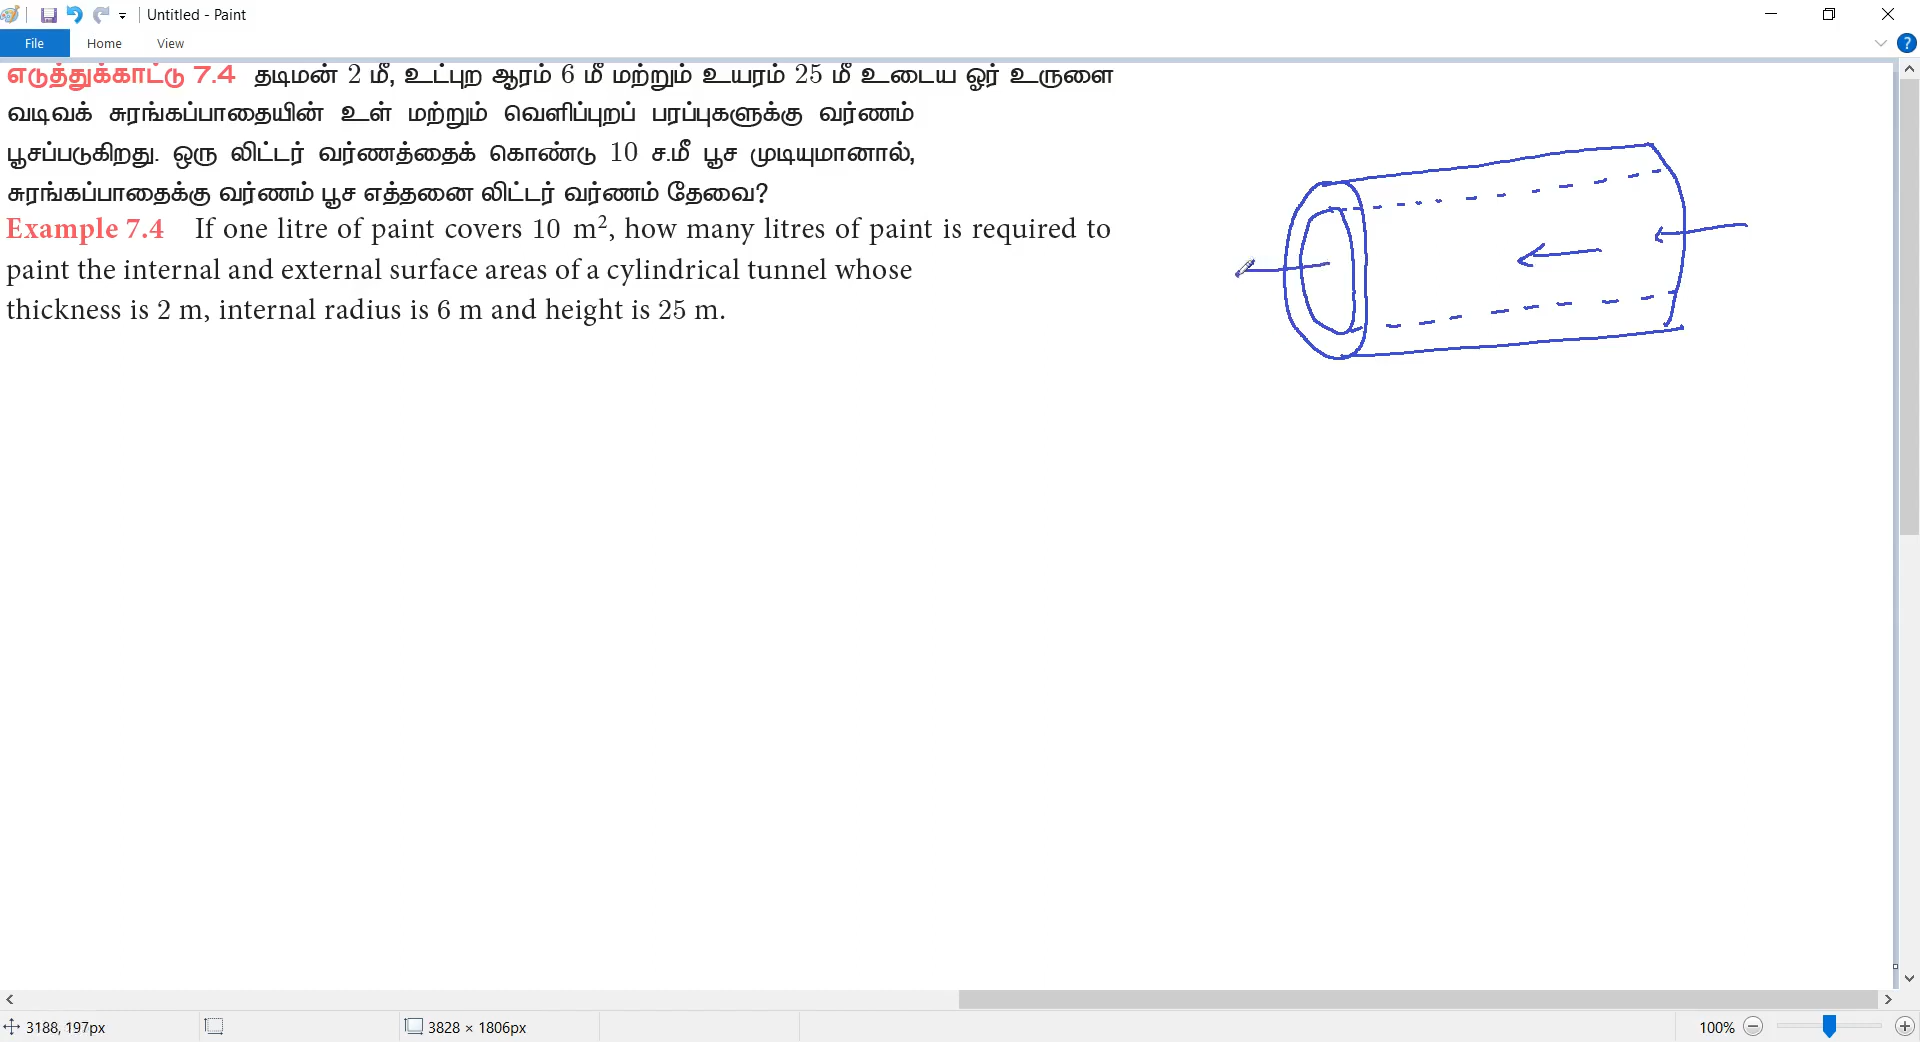 Untitled - Paint
File Home View
எடுத்துக்காட்டு 7.4 தடிமன் 2 மீ, உட்புற ஆரம் 6 மீ மற்றும் உயரம் 25 மீ உடைய ஓர் உருளை
வடிவக் சுரங்கப்பாதையின் உள் மற்றும் வெளிப்புறப் பரப்புகளுக்கு வர்ணம்
பூசப்படுகிறது. ஒரு லிட்டர் வர்ணத்தைக் கொண்டு 10 ச.மீ பூச முடியுமானால்,
சுரங்கப்பாதைக்கு வர்ணம் பூச எத்தனை லிட்டர் வர்ணம் தேவை?
Example 7.4 If one litre of paint covers 10 m², how many litres of paint is required to
paint the internal and external surface areas of a cylindrical tunnel whose
thickness is 2 m, internal radius is 6 m and height is 25 m.
3188, 197px 3828 × 1806px 100%